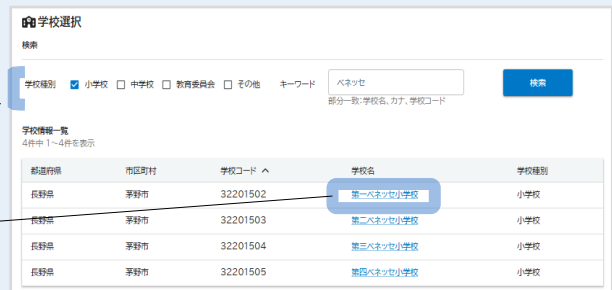 学校選択
検索
学校種別 小学校 中学校 教育委員会 その他 キーワード ベネッセ 検索
部分一致:学校名、カナ、学校コード
学校情報一覧
4件中 1~4件を表示
都道府県 市区町村 学校コード 学校名 学校種別
長野県 茅野市 32201502 第一ベネッセ小学校 小学校
長野県 茅野市 32201503 第二ベネッセ小学校 小学校
長野県 茅野市 32201504 第三ベネッセ小学校 小学校
長野県 茅野市 32201505 第四ベネッセ小学校 小学校